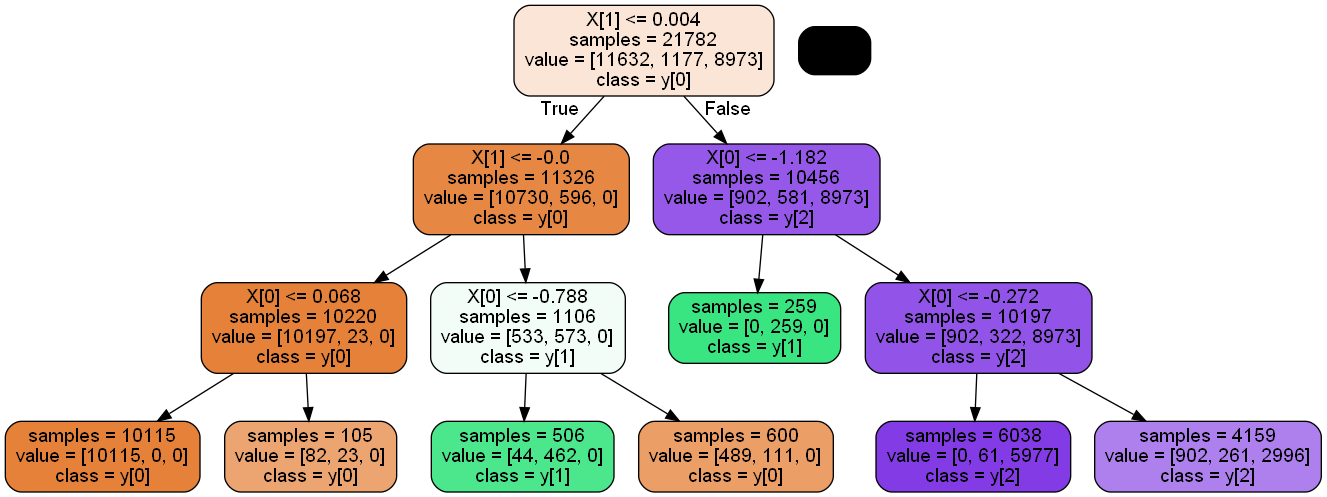 X[1] <= 0.004
samples = 21782
value = [11632, 1177, 8973]
class = y[0]
True
False
X[1] <= -0.0
samples = 11326
value = [10730, 596, 0]
class = y[0]
X[0] <= -1.182
samples = 10456
value = [902, 581, 8973]
class = y[2]
X[0] <= 0.068
samples = 10220
value = [10197, 23, 0]
class = y[0]
X[0] <= -0.788
samples = 1106
value = [533, 573, 0]
class = y[1]
samples = 259
value = [0, 259, 0]
class = y[1]
X[0] <= -0.272
samples = 10197
value = [902, 322, 8973]
class = y[2]
samples = 10115
value = [10115, 0, 0]
class = y[0]
samples = 105
value = [82, 23, 0]
class = y[0]
samples = 506
value = [44, 462, 0]
class = y[1]
samples = 600
value = [489, 111, 0]
class = y[0]
samples = 6038
value = [0, 61, 5977]
class = y[2]
samples = 4159
value = [902, 261, 2996]
class = y[2]